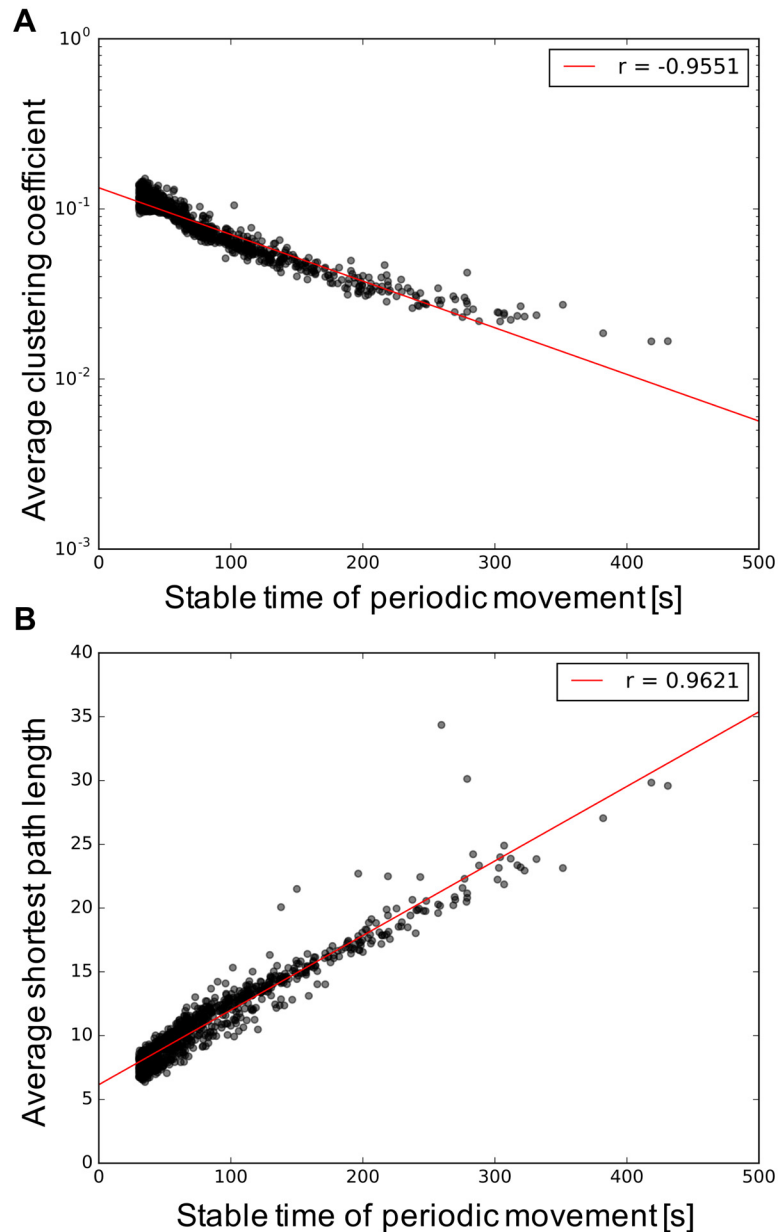 A
10^0
r = -0.9551
10^-1
10^-2
10^-3
Average clustering coefficient
0 100 200 300 400 500
Stable time of periodic movement [s]
B
40
r = 0.9621
35
30
25
20
15
10
5
0
Average shortest path length
0 100 200 300 400 500
Stable time of periodic movement [s]